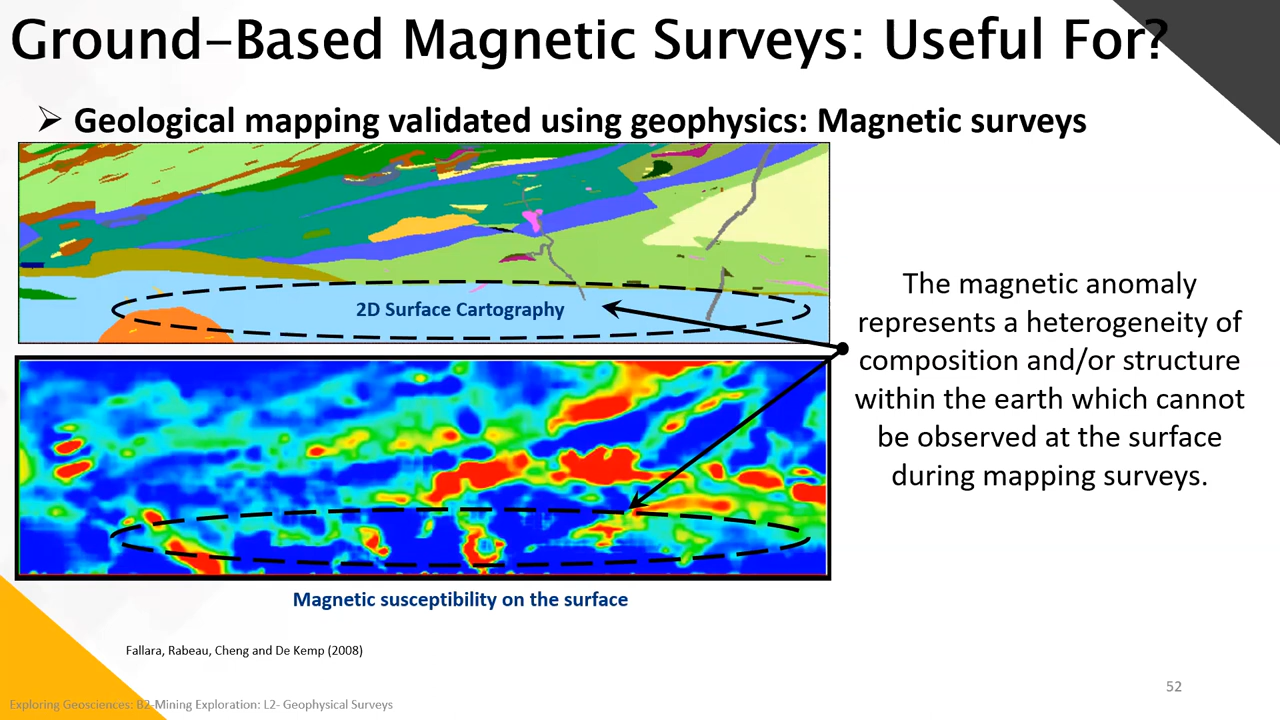 Ground–Based Magnetic Surveys: Useful For?
➢ Geological mapping validated using geophysics: Magnetic surveys
2D Surface Cartography
The magnetic anomaly
represents a heterogeneity of
composition and/or structure
within the earth which cannot
be observed at the surface
during mapping surveys.
Magnetic susceptibility on the surface
Fallara, Rabeau, Cheng and De Kemp (2008)
52
Exploring Geosciences: B2-Mining Exploration: L2- Geophysical Surveys